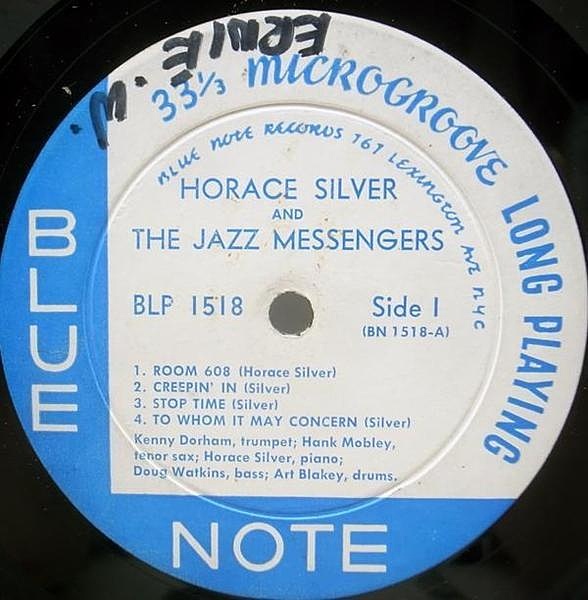 ERNIE. W.
33⅓ MICROGROOVE LONG PLAYING
BLUE NOTE RECORDS 767 LEXINGTON AVE NYC
HORACE SILVER
AND
THE JAZZ MESSENGERS
BLP 1518
Side 1
(BN 1518-A)
1. ROOM 608 (Horace Silver)
2. CREEPIN' IN (Silver)
3. STOP TIME (Silver)
4. TO WHOM IT MAY CONCERN (Silver)
Kenny Dorham, trumpet; Hank Mobley,
tenor sax; Horace Silver, piano;
Doug Watkins, bass; Art Blakey, drums.
BLUE
NOTE